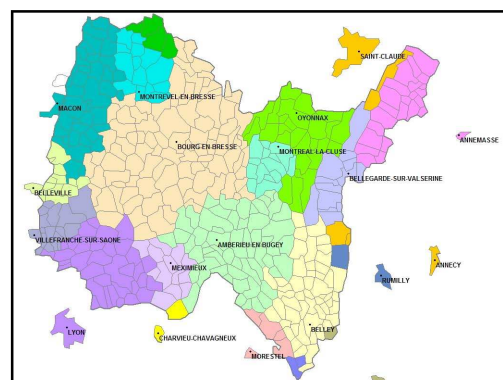 SAINT-CLAUDE
MONTREVEL-EN-BRESSE
MACON
OYONNAX
ANNEMASSE
BOURG-EN-BRESSE
MONTREAL-LA-CLUSE
BELLEGARDE-SUR-VALSERINE
BELLEVILLE
VILLEFRANCHE-SUR-SAONE
AMBERIEU-EN-BUGEY
MEXIMIEUX
ANNECY
RUMILLY
LYON
CHARVIEU-CHAVAGNEUX
BELLEY
MORESTEL